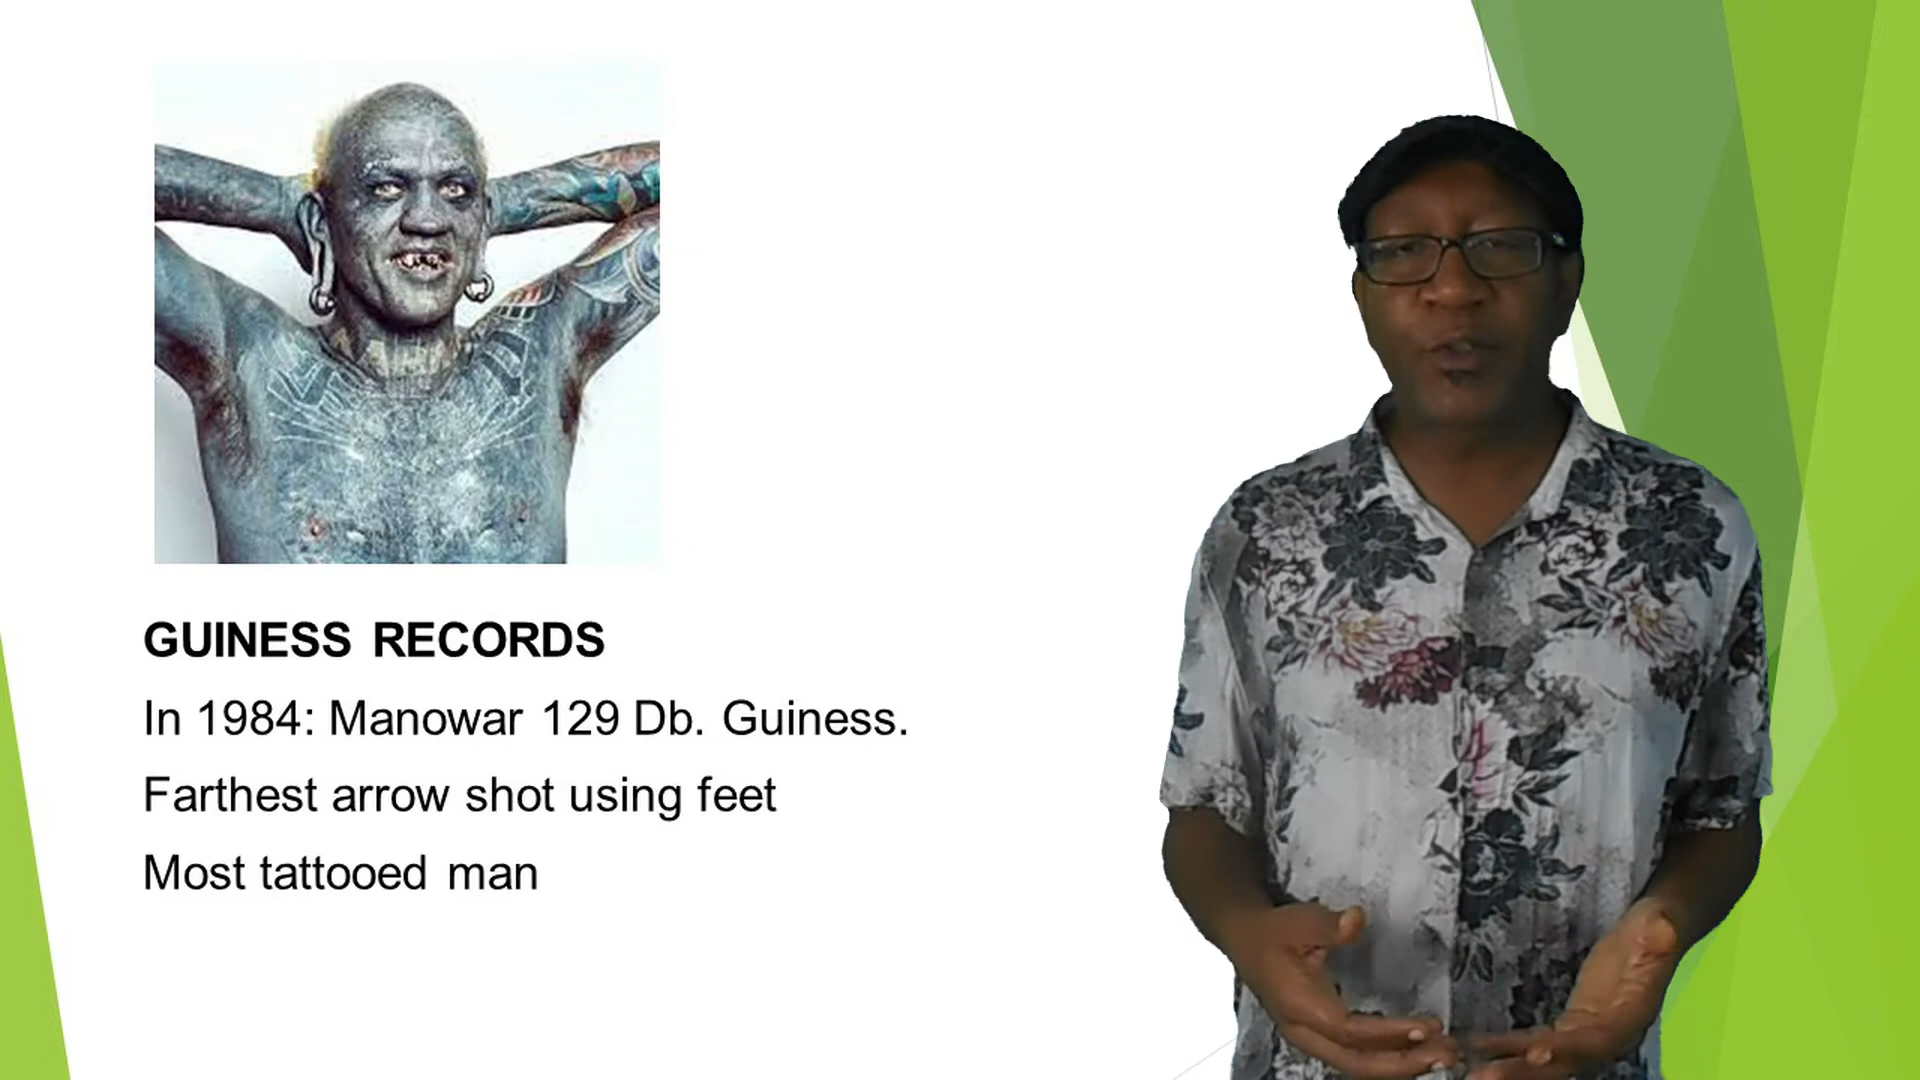 GUINESS RECORDS
In 1984: Manowar 129 Db. Guiness.
Farthest arrow shot using feet
Most tattooed man